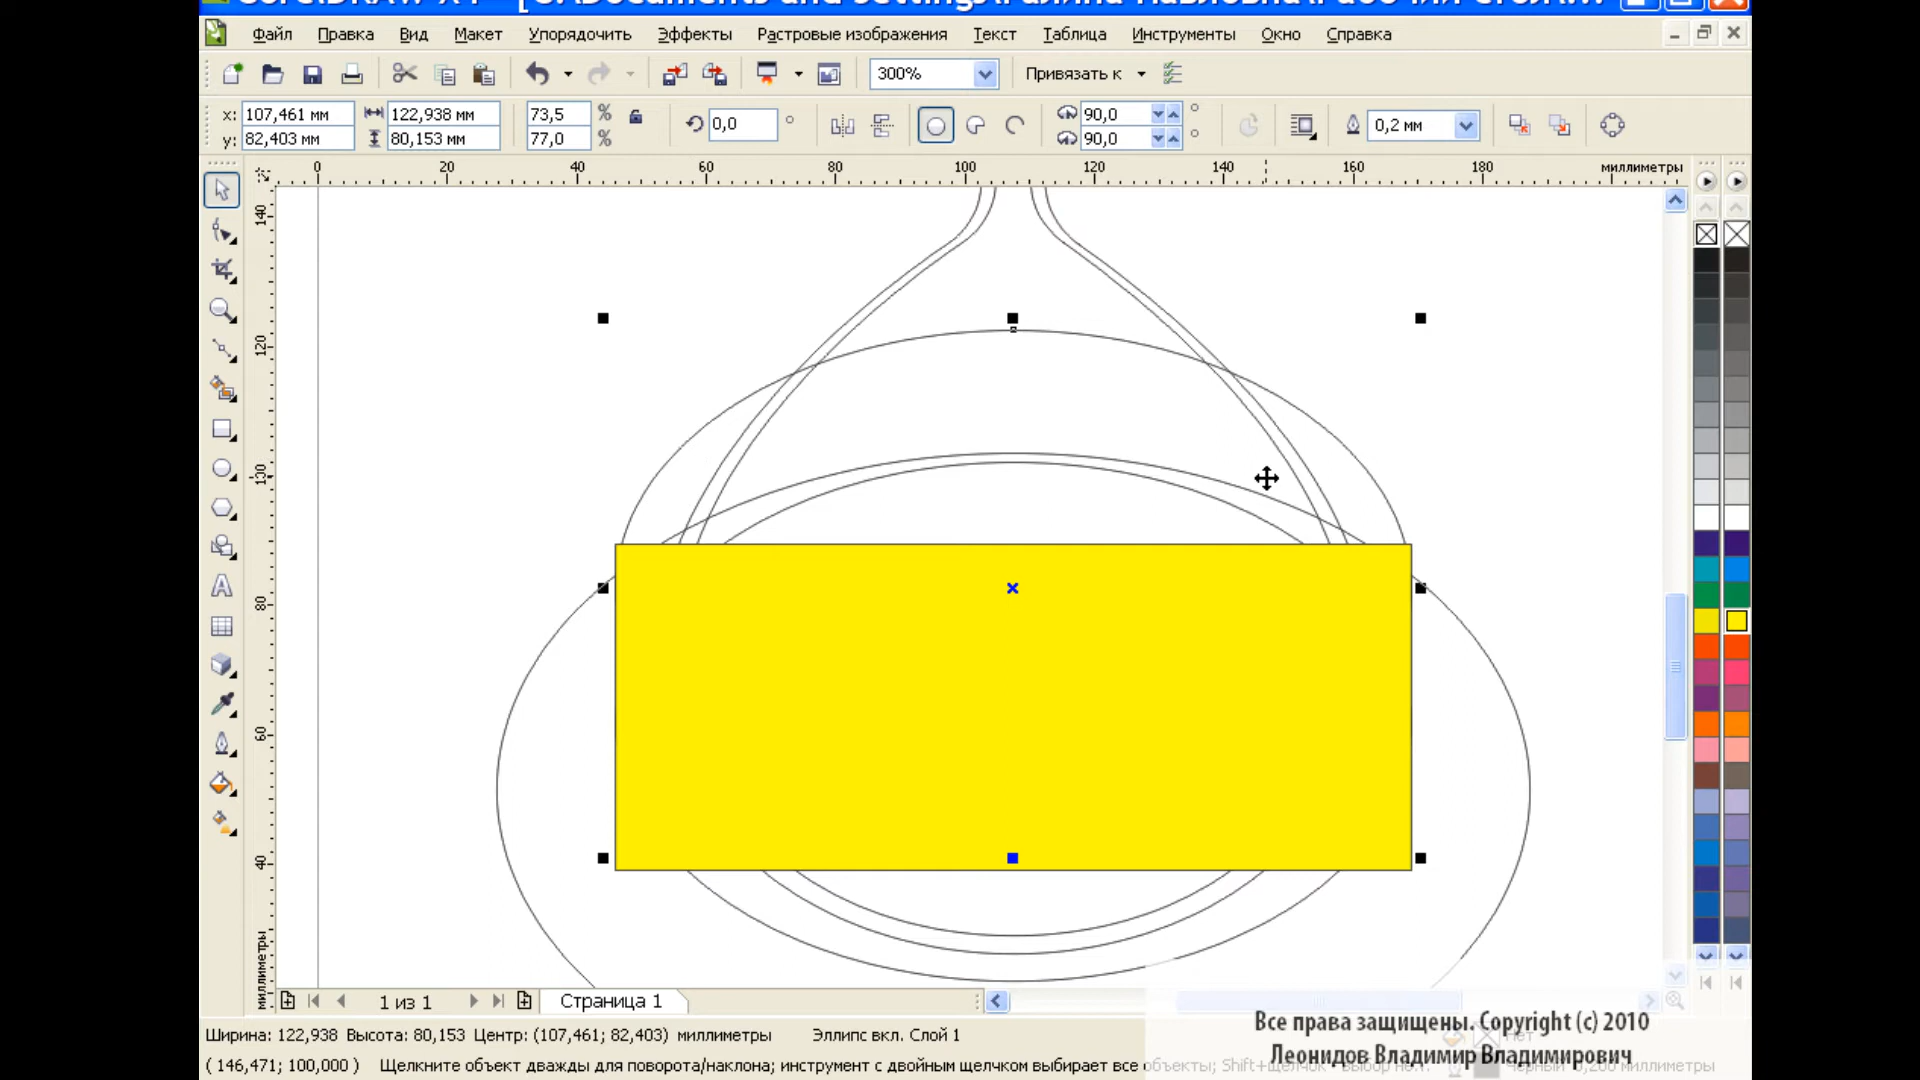 Файл Правка Вид Макет Упорядочить Эффекты Растровые изображения Текст Таблица Инструменты Окно Справка
300% Привязать к
x: 107,461 мм 122,938 мм 73,5 % 0,0 ° 90,0 ° 0,2 мм
y: 82,403 мм 80,153 мм 77,0 % 90,0 °
0 20 40 60 80 100 120 140 160 180 миллиметры
140
120
100
80
60
40
миллиметры
1 из 1 Страница 1
Ширина: 122,938 Высота: 80,153 Центр: (107,461; 82,403) миллиметры Эллипс вкл. Слой 1
( 146,471; 100,000 ) Щелкните объект дважды для поворота/наклона; инструмент с двойным щелчком выбирает все объекты;
Все права защищены. Copyright (c) 2010
Леонидов Владимир Владимирович